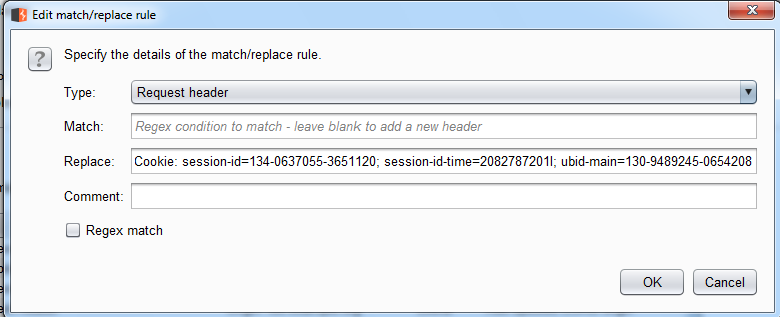 Edit match/replace rule
? Specify the details of the match/replace rule.
Type: Request header
Match: Regex condition to match - leave blank to add a new header
Replace: Cookie: session-id=134-0637055-3651120; session-id-time=2082787201l; ubid-main=130-9489245-0654208
Comment:
Regex match
OK Cancel